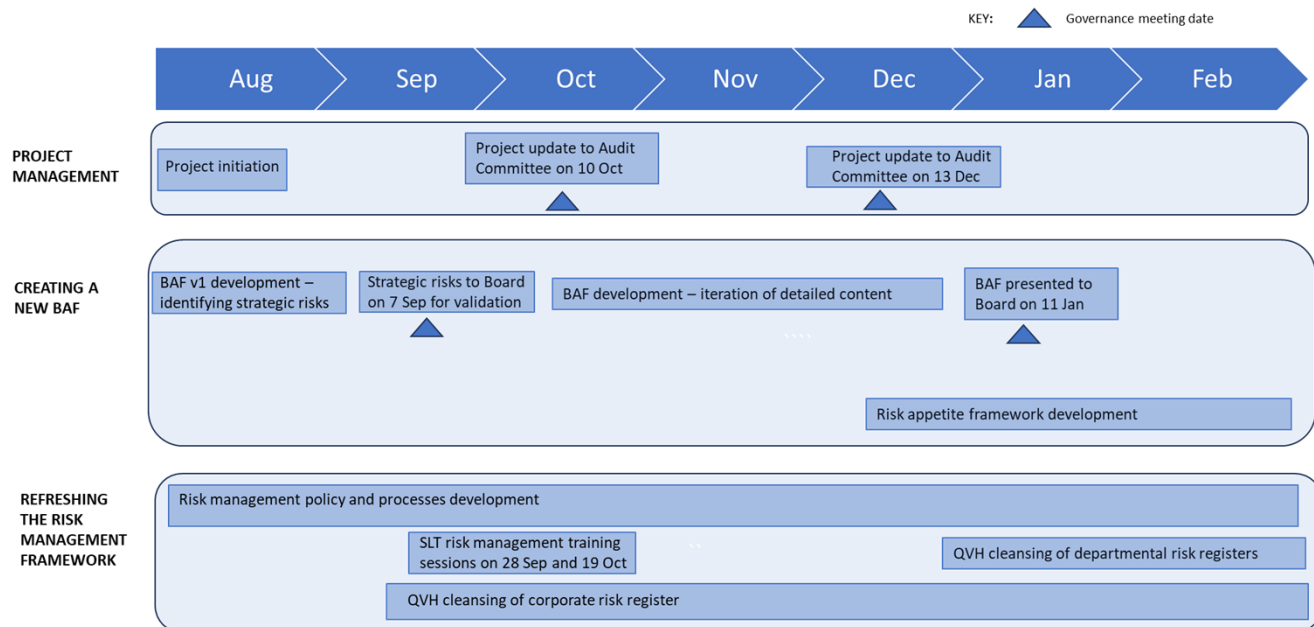 KEY:
Governance meeting date
Aug
Sep
Oct
Nov
Dec
Jan
Feb
PROJECT
MANAGEMENT
Project initiation
Project update to Audit
Committee on 10 Oct
Project update to Audit
Committee on 13 Dec
CREATING A
NEW BAF
BAF v1 development –
identifying strategic risks
Strategic risks to Board
on 7 Sep for validation
BAF development – iteration of detailed content
BAF presented to
Board on 11 Jan
````
Risk appetite framework development
REFRESHING
THE RISK
MANAGEMENT
FRAMEWORK
Risk management policy and processes development
SLT risk management training
sessions on 28 Sep and 19 Oct
``
QVH cleansing of departmental risk registers
QVH cleansing of corporate risk register